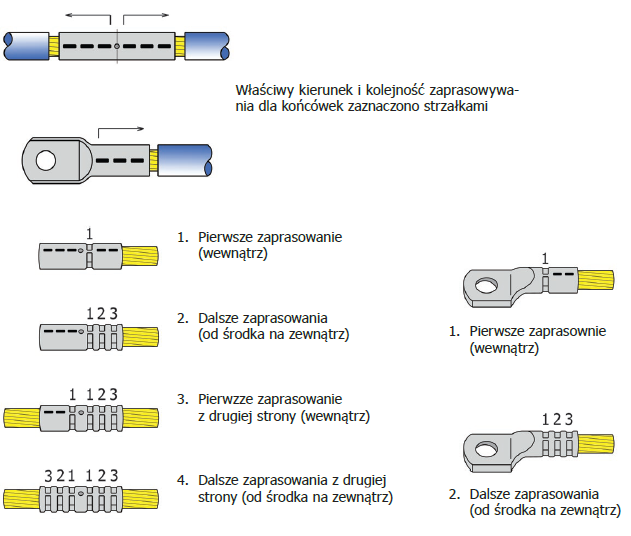 Właściwy kierunek i kolejność zaprasowywa-
nia dla końcówek zaznaczono strzałkami
1
1. Pierwsze zaprasowanie
(wewnątrz)
1 2 3
2. Dalsze zaprasowania
(od środka na zewnątrz)
1 1 2 3
3. Pierwzze zaprasowanie
z drugiej strony (wewnątrz)
3 2 1 1 2 3
4. Dalsze zaprasowania z drugiej
strony (od środka na zewnątrz)
1
1. Pierwsze zaprasownie
(wewnątrz)
1 2 3
2. Dalsze zaprasowania
(od środka na zewnątrz)